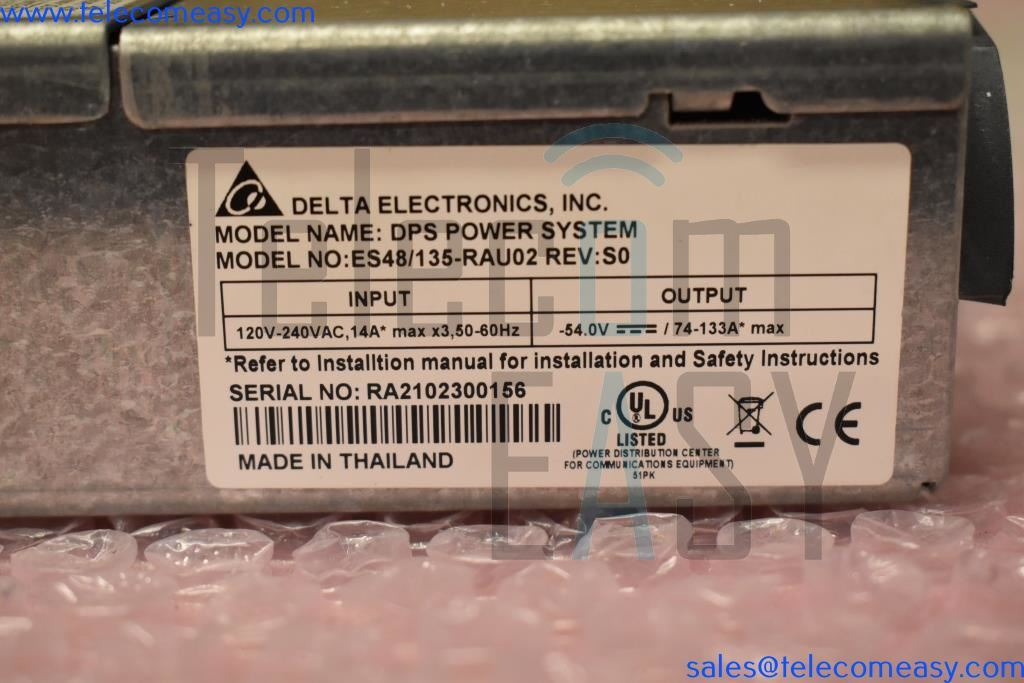 www.telecomeasy.com
DELTA ELECTRONICS, INC.
MODEL NAME: DPS POWER SYSTEM
MODEL NO:ES48/135-RAU02 REV:S0
INPUT OUTPUT
120V-240VAC,14A* max x3,50-60Hz -54.0V / 74-133A* max
*Refer to Installtion manual for installation and Safety Instructions
SERIAL NO: RA2102300156
C UL ® US
LISTED
(POWER DISTRIBUTION CENTER
FOR COMMUNICATIONS EQUIPMENT)
51PK
CE
MADE IN THAILAND
Telecom
EASY
sales@telecomeasy.com